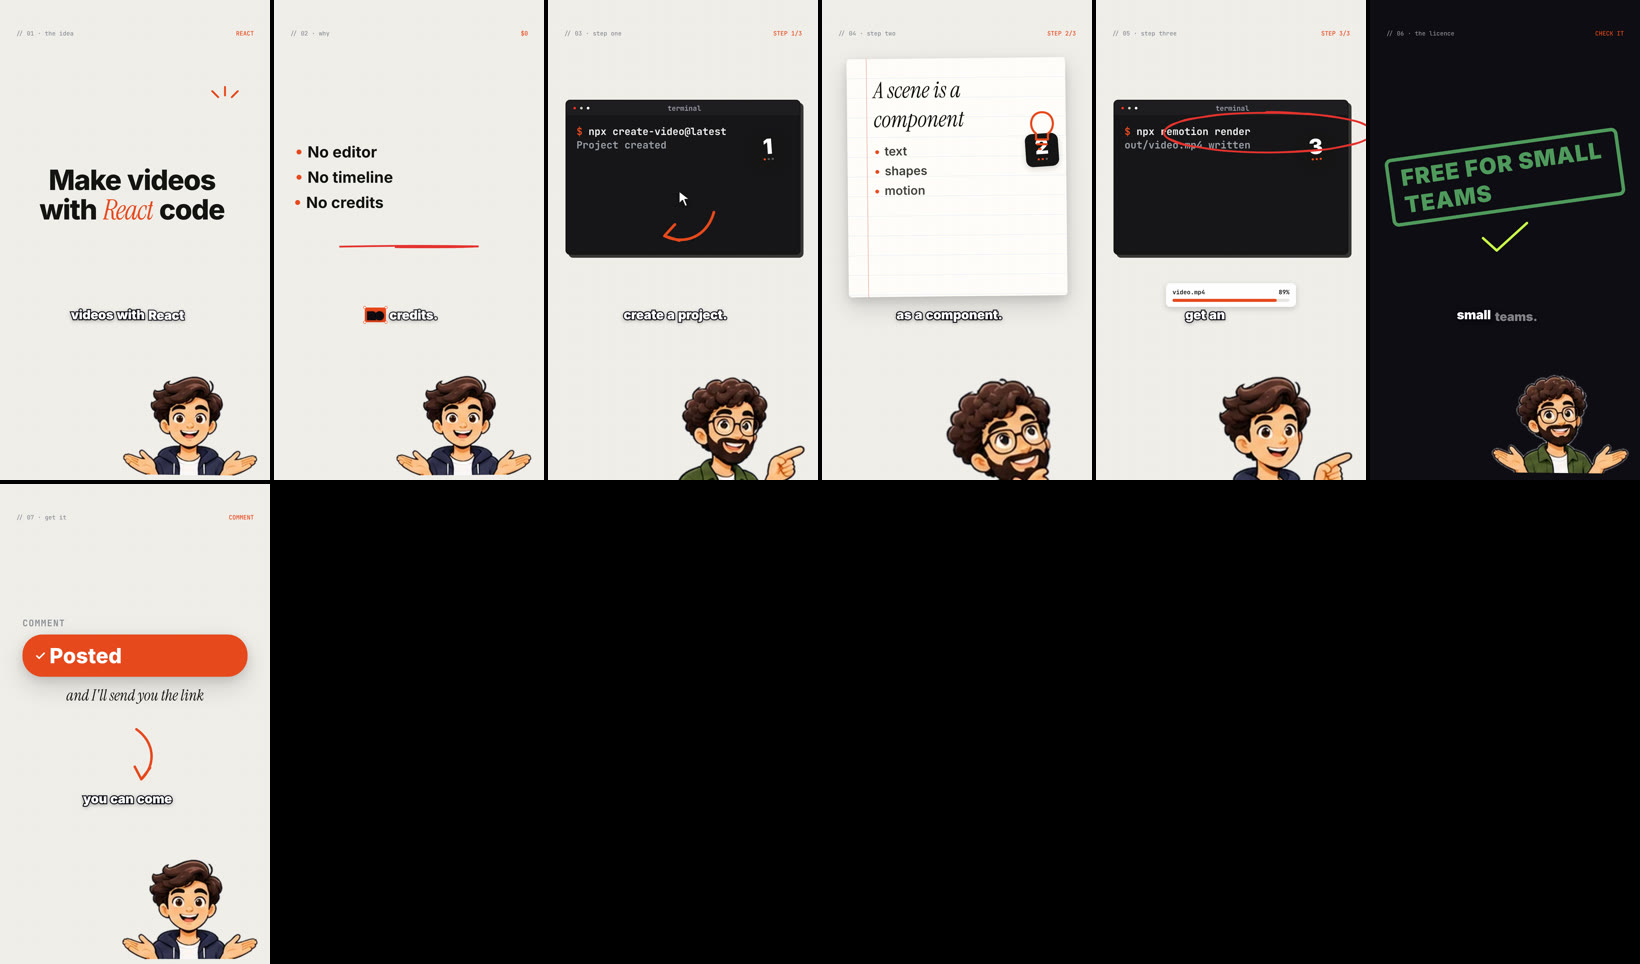 // 01 · the idea
REACT
Make videos
with React code
videos with React
// 02 · why
$0
• No editor
• No timeline
• No credits
no credits.
// 03 · step one
STEP 1/3
terminal
$ npx create-video@latest
Project created
1
create a project.
// 04 · step two
STEP 2/3
A scene is a
component
• text
• shapes
• motion
2
as a component.
// 05 · step three
STEP 3/3
terminal
$ npx remotion render
out/video.mp4 written
3
video.mp4
89%
get an
// 06 · the licence
CHECK IT
FREE FOR SMALL
TEAMS
small teams.
// 07 · get it
COMMENT
COMMENT
Posted
and I'll send you the link
you can come